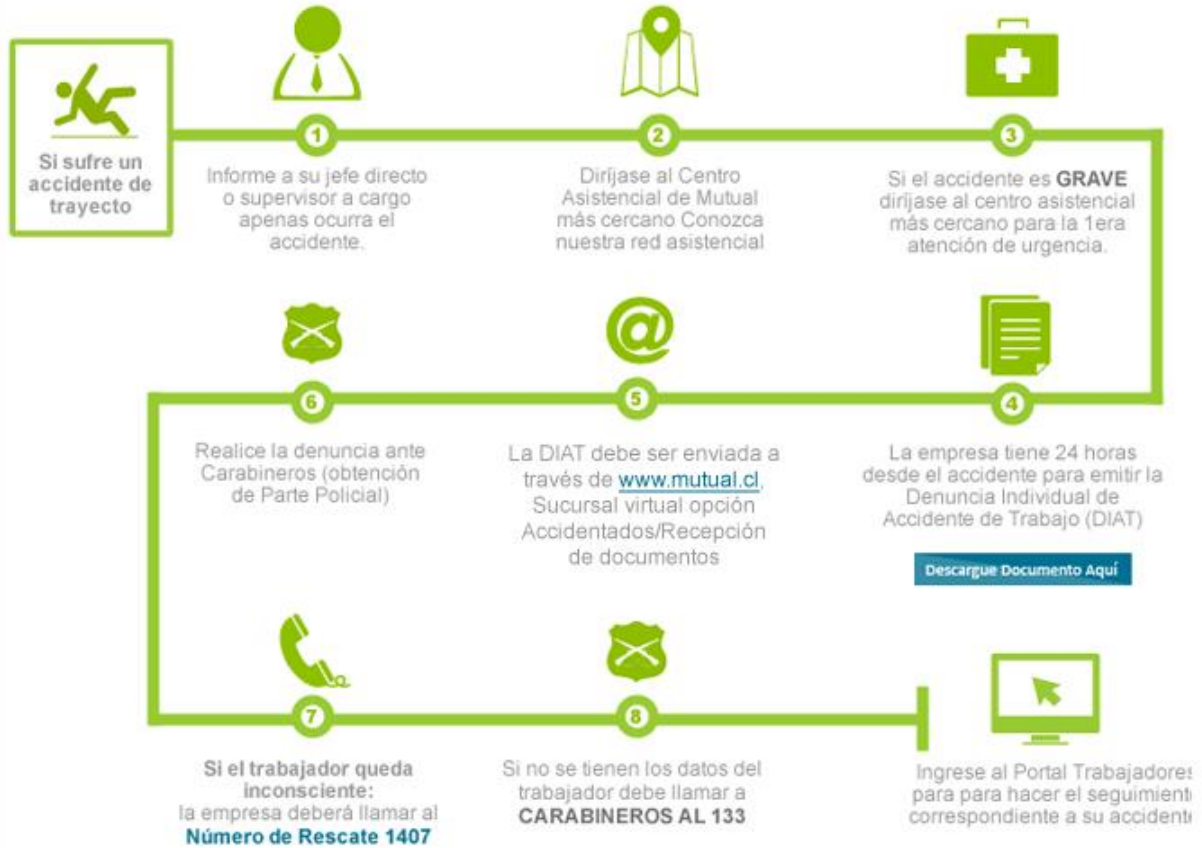 Si sufre un
accidente de
trayecto
1
Informe a su jefe directo
o supervisor a cargo
apenas ocurra el
accidente.
2
Diríjase al Centro
Asistencial de Mutual
más cercano Conozca
nuestra red asistencial
3
Si el accidente es GRAVE
diríjase al centro asistencial
más cercano para la 1era
atención de urgencia.
4
La empresa tiene 24 horas
desde el accidente para emitir la
Denuncia Individual de
Accidente de Trabajo (DIAT)
Descargue Documento Aquí
@
5
La DIAT debe ser enviada a
través de www.mutual.cl,
Sucursal virtual opción
Accidentados/Recepción
de documentos
6
Realice la denuncia ante
Carabineros (obtención
de Parte Policial)
7
Si el trabajador queda
inconsciente:
la empresa deberá llamar al
Número de Rescate 1407
8
Si no se tienen los datos del
trabajador debe llamar a
CARABINEROS AL 133
Ingrese al Portal Trabajadores
para para hacer el seguimient
correspondiente a su accident